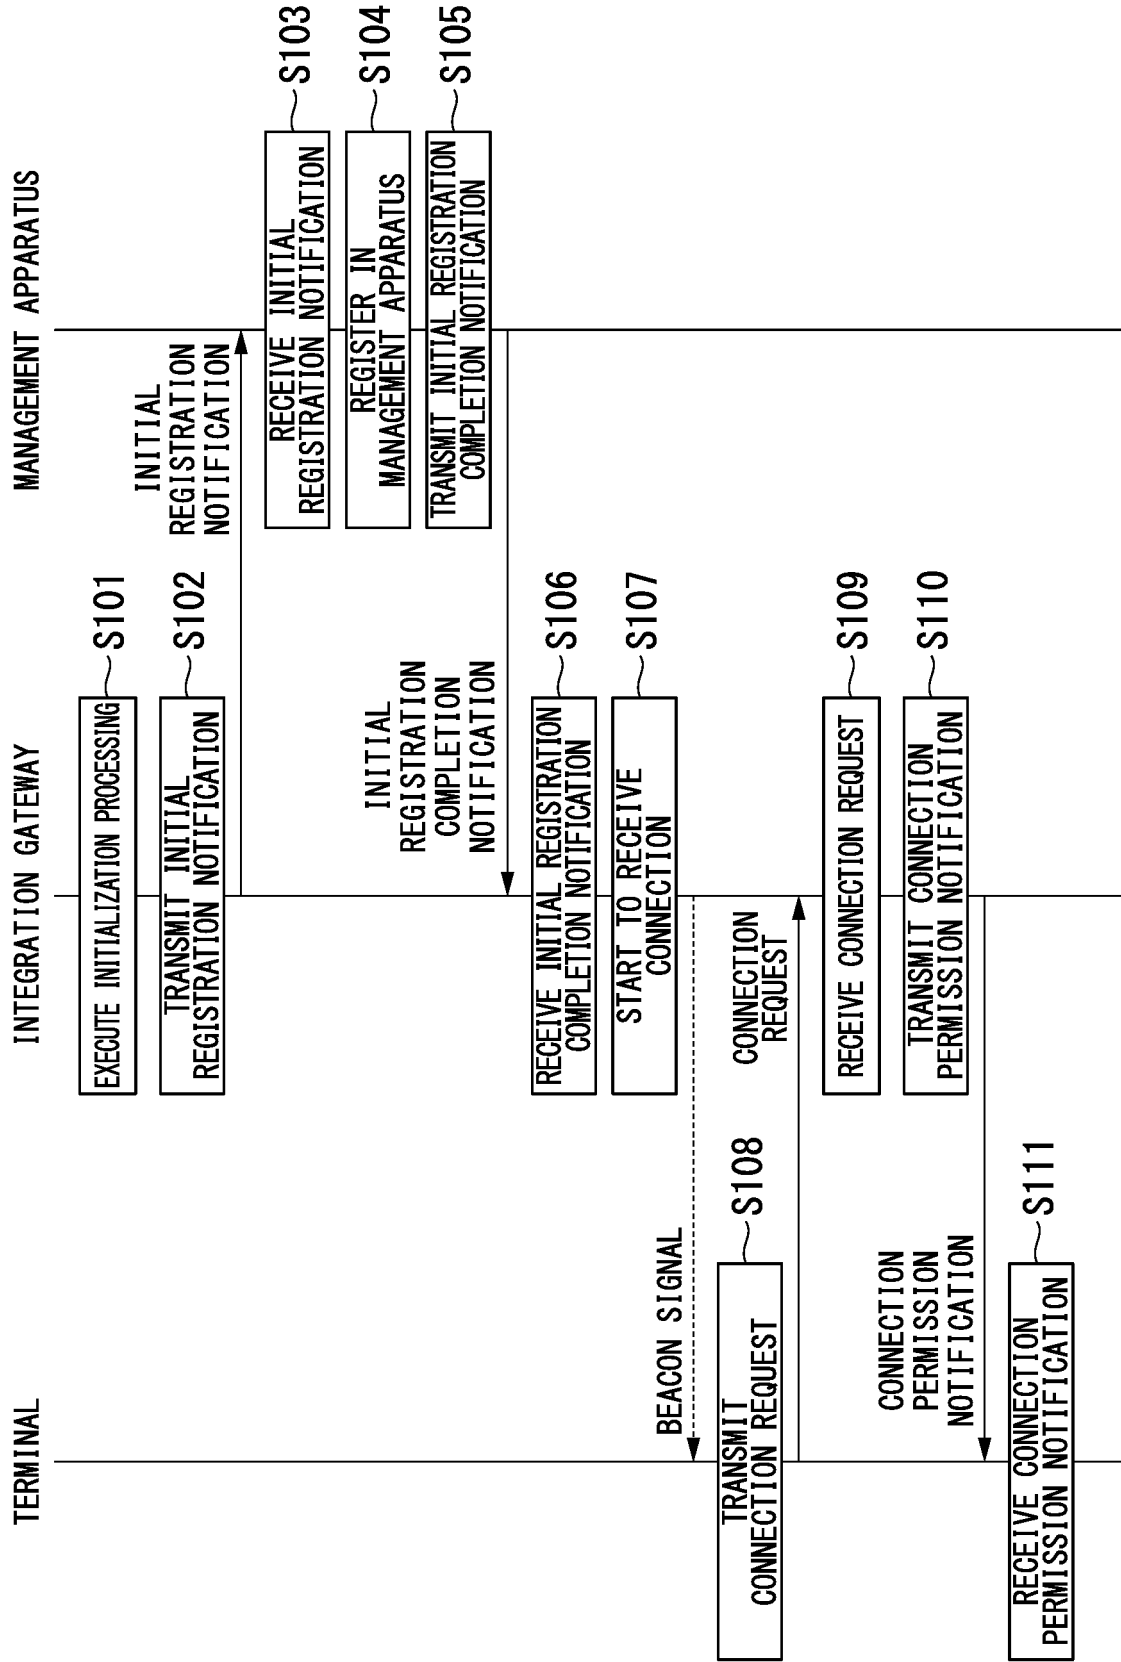 TERMINAL
INTEGRATION GATEWAY
MANAGEMENT APPARATUS
EXECUTE INITIALIZATION PROCESSING
S101
TRANSMIT INITIAL
REGISTRATION NOTIFICATION
S102
INITIAL
REGISTRATION
NOTIFICATION
RECEIVE INITIAL
REGISTRATION NOTIFICATION
S103
REGISTER IN
MANAGEMENT APPARATUS
S104
TRANSMIT INITIAL REGISTRATION
COMPLETION NOTIFICATION
S105
INITIAL
REGISTRATION
COMPLETION
NOTIFICATION
RECEIVE INITIAL REGISTRATION
COMPLETION NOTIFICATION
S106
START TO RECEIVE
CONNECTION
S107
BEACON SIGNAL
TRANSMIT
CONNECTION REQUEST
S108
CONNECTION
REQUEST
RECEIVE CONNECTION REQUEST
S109
TRANSMIT CONNECTION
PERMISSION NOTIFICATION
S110
CONNECTION
PERMISSION
NOTIFICATION
RECEIVE CONNECTION
PERMISSION NOTIFICATION
S111